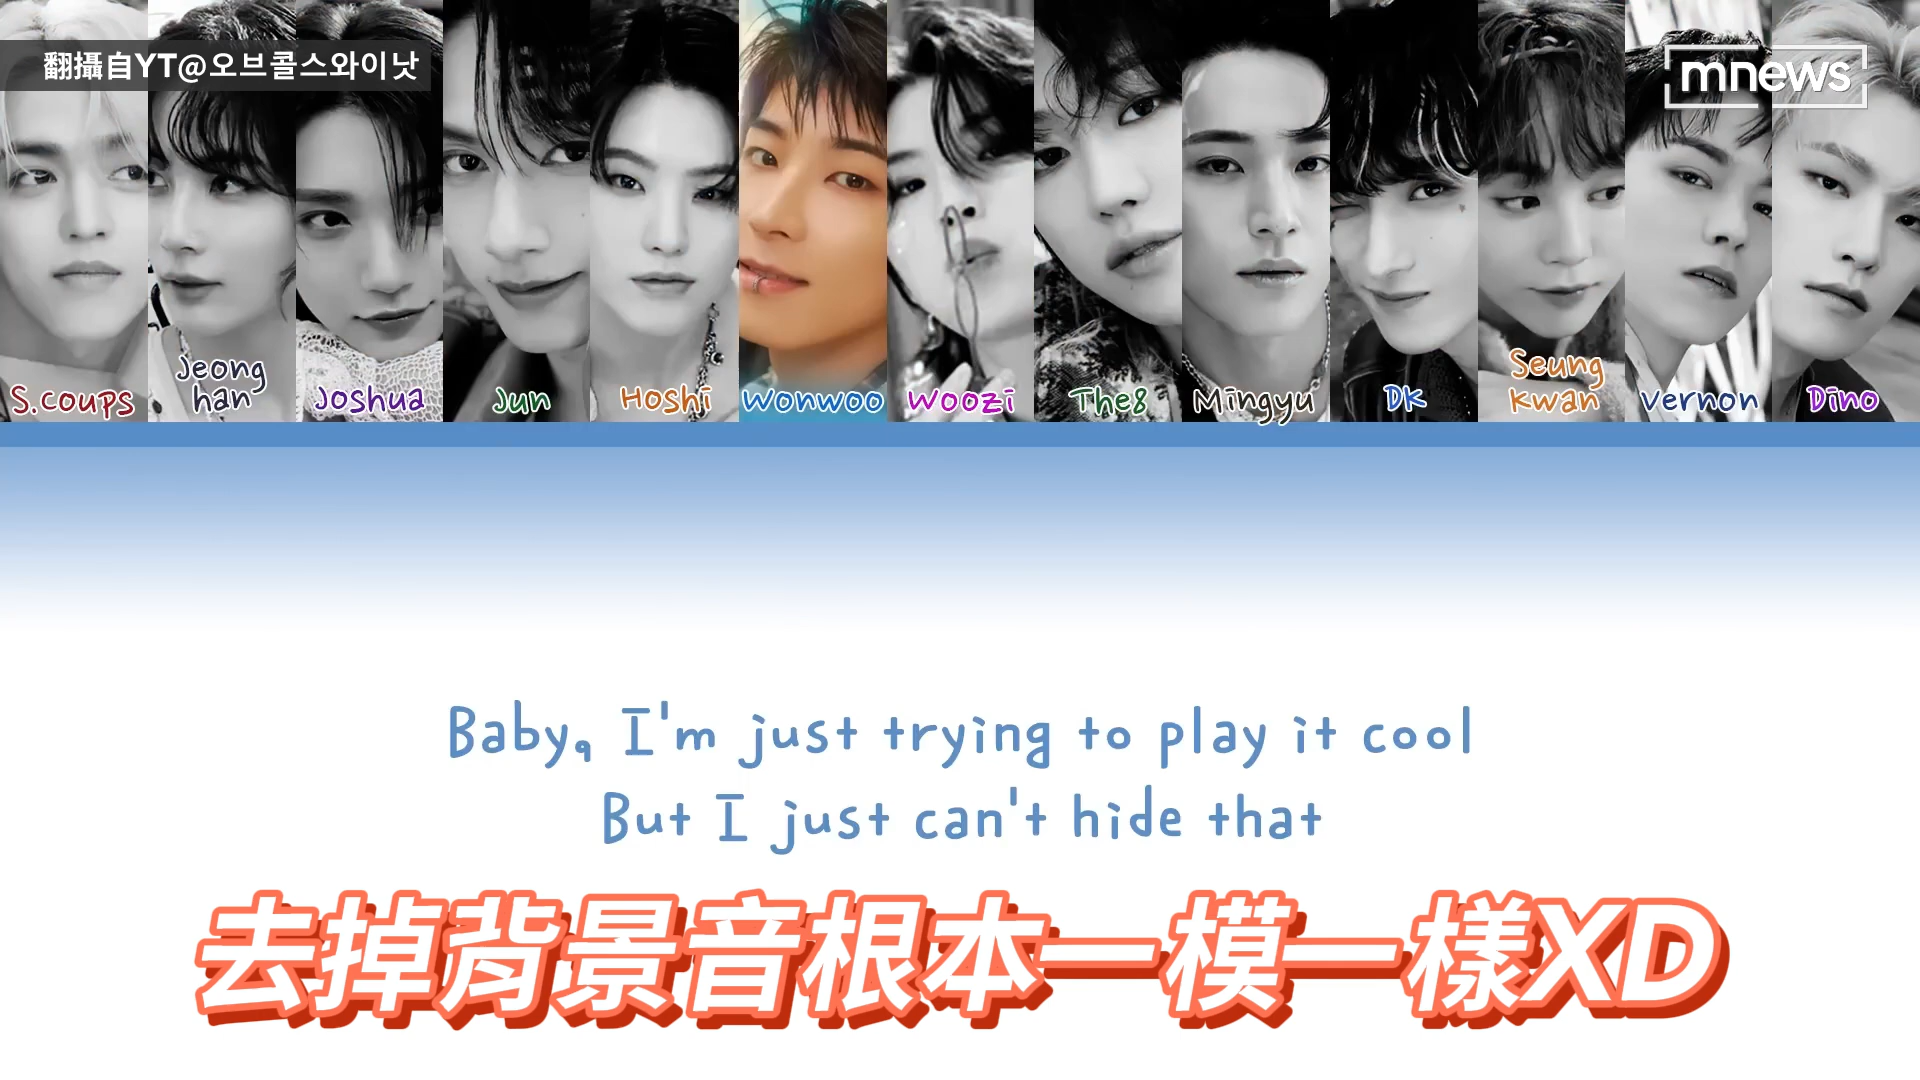 翻攝自YT@오브콜스와이낫
mnews
S.coups
Jeong
han
Joshua
Jun
Hoshi
Wonwoo
Woozi
The8
Mingyu
DK
Seung
kwan
vernon
Dino
Baby, I'm just trying to play it cool
But I just can't hide that
去掉背景音根本一模一樣XD